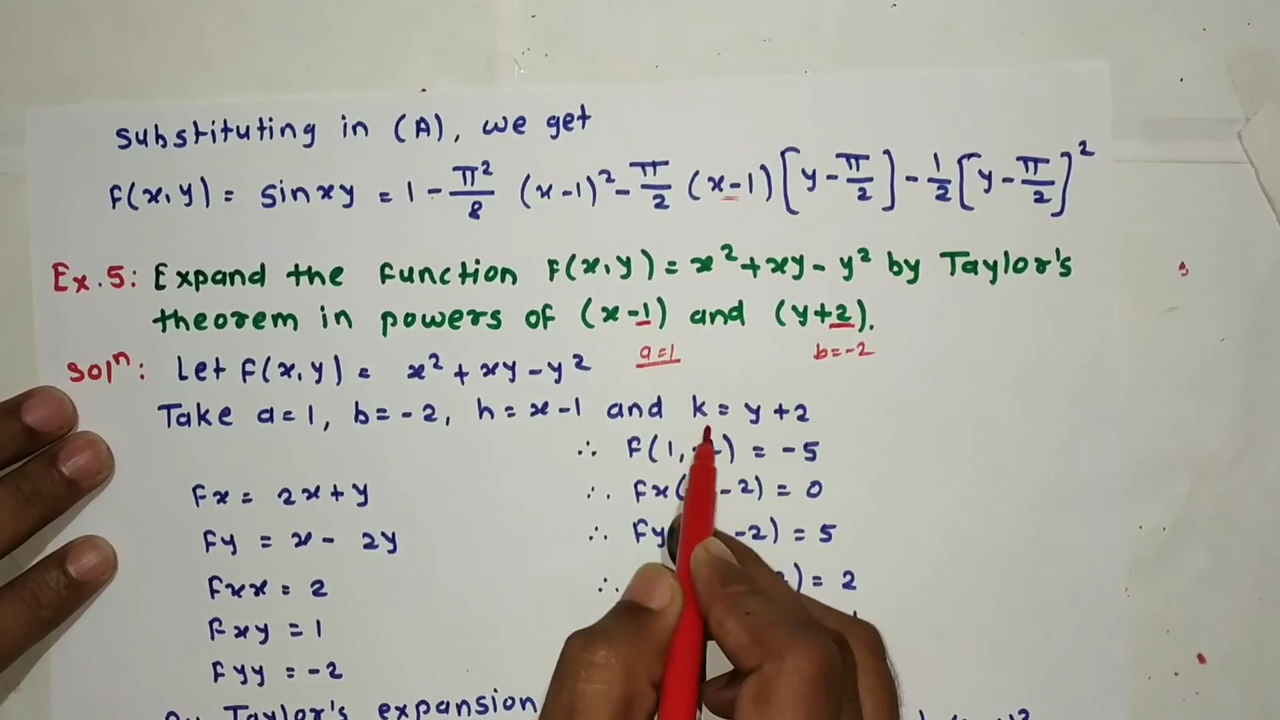 substituting in (A), we get
F(x,y) = sinxy = 1 - π²/8 (x-1)² - π/2 (x-1) [y - π/2] - 1/2 [y - π/2]²
Ex.5: Expand the function F(x,y) = x² + xy - y² by Taylor's
theorem in powers of (x-1) and (y+2).
a=1 b=-2
Solⁿ: Let F(x,y) = x² + xy - y²
Take a=1, b=-2, h=x-1 and k=y+2
∴ F(1, ) = -5
Fx = 2x+y ∴ Fx( -2) = 0
Fy = x - 2y ∴ Fy -2) = 5
Fxx = 2 ∴ ) = 2
Fxy = 1
Fyy = -2
By Taylor's expansion